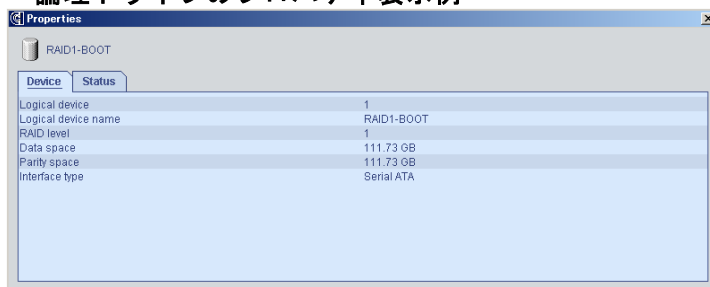 Properties
RAID1-BOOT
Device Status
Logical device 1
Logical device name RAID1-BOOT
RAID level 1
Data space 111.73 GB
Parity space 111.73 GB
Interface type Serial ATA